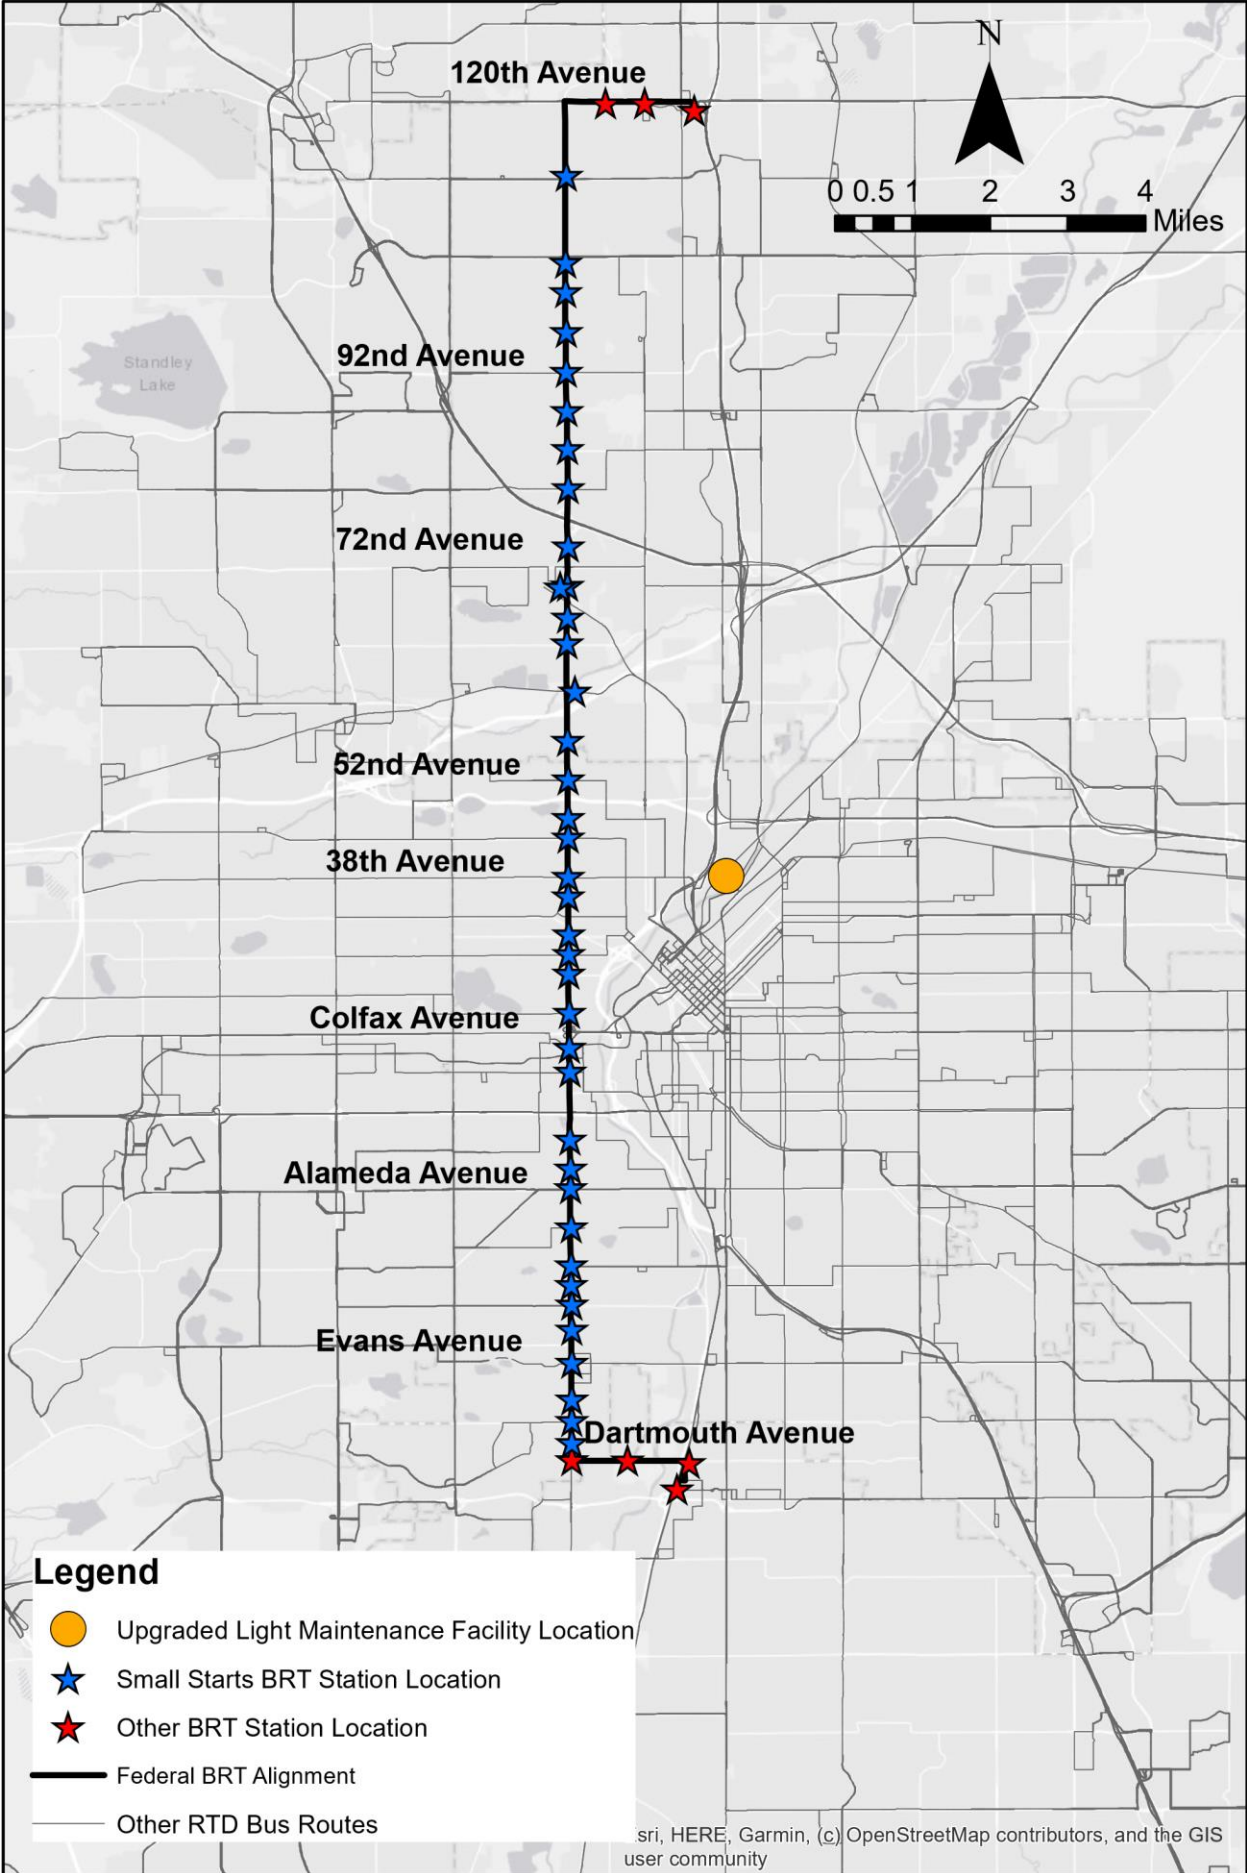 N
120th Avenue
0 0.5 1 2 3 4
Miles
Standley
Lake
92nd Avenue
72nd Avenue
52nd Avenue
38th Avenue
Colfax Avenue
Alameda Avenue
Evans Avenue
Dartmouth Avenue
Legend
Upgraded Light Maintenance Facility Location
Small Starts BRT Station Location
Other BRT Station Location
Federal BRT Alignment
Other RTD Bus Routes
sri, HERE, Garmin, (c) OpenStreetMap contributors, and the GIS
user community